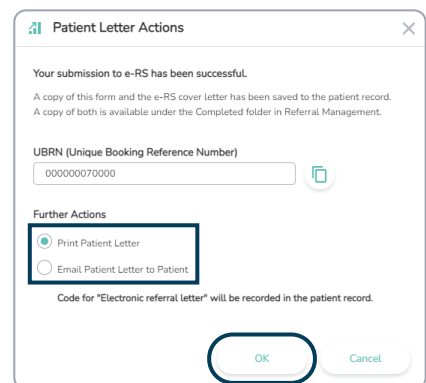 Patient Letter Actions
Your submission to e-RS has been successful.
A copy of this form and the e-RS cover letter has been saved to the patient record.
A copy of both is available under the Completed folder in Referral Management.
UBRN (Unique Booking Reference Number)
000000070000
Further Actions
Print Patient Letter
Email Patient Letter to Patient
Code for "Electronic referral letter" will be recorded in the patient record.
OK Cancel